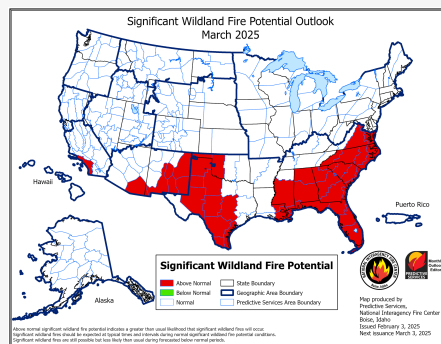 Significant Wildland Fire Potential Outlook
March 2025
Hawaii
Puerto Rico
Alaska
Significant Wildland Fire Potential
Above Normal
Below Normal
Normal
State Boundary
Geographic Area Boundary
Predictive Services Area Boundary
PREDICTIVE
SERVICES
Monthly
Outlook
Edition
Map produced by
Predictive Services,
National Interagency Fire Center
Boise, Idaho
Issued February 3, 2025
Next issuance March 3, 2025
Above normal significant wildland fire potential indicates a greater than usual likelihood that significant wildland fires will occur.
Significant wildland fires should be expected at typical times and intervals during normal significant wildland fire potential conditions.
Significant wildland fires are still possible but less likely than usual during forecasted below normal periods.